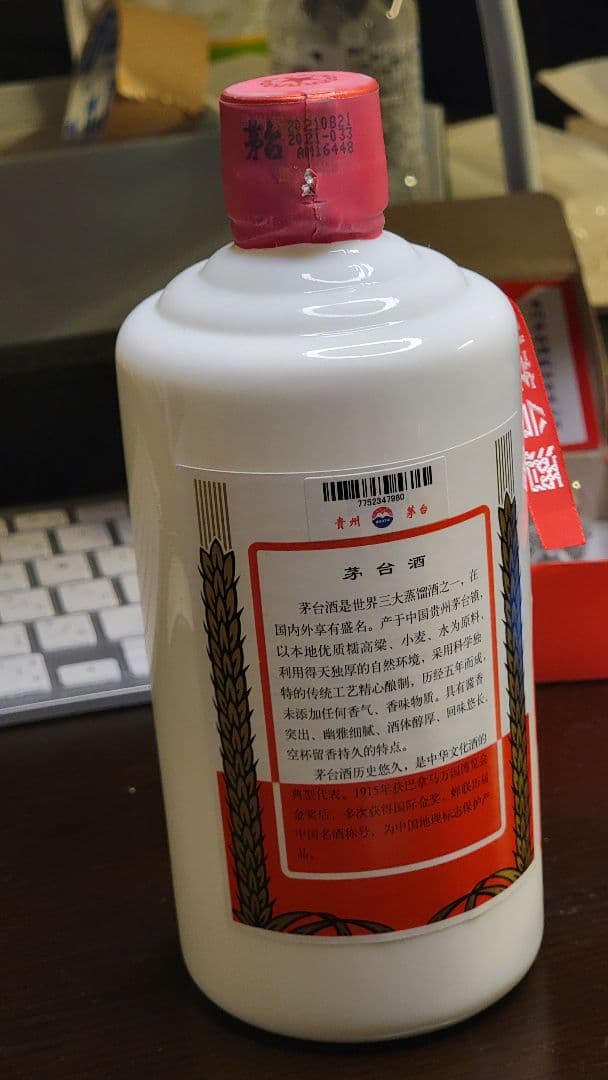 茅台
20210821
2021-033
AM16448
7752347980
貴州 茅台
茅台酒
茅台酒是世界三大蒸馏酒之一，在
国内外享有盛名。产于中国贵州茅台镇，
以本地优质糯高粱、小麦、水为原料，
利用得天独厚的自然环境，采用科学独
特的传统工艺精心酿制，历经五年而成，
未添加任何香气、香味物质。具有酱香
突出、幽雅细腻、酒体醇厚、回味悠长、
空杯留香持久的特点。
茅台酒历史悠久，是中华文化酒的
典型代表。1915年获巴拿马万国博览会
金奖后，多次获得国际金奖，蝉联历届
中国名酒称号，为中国地理标志保护产
品。